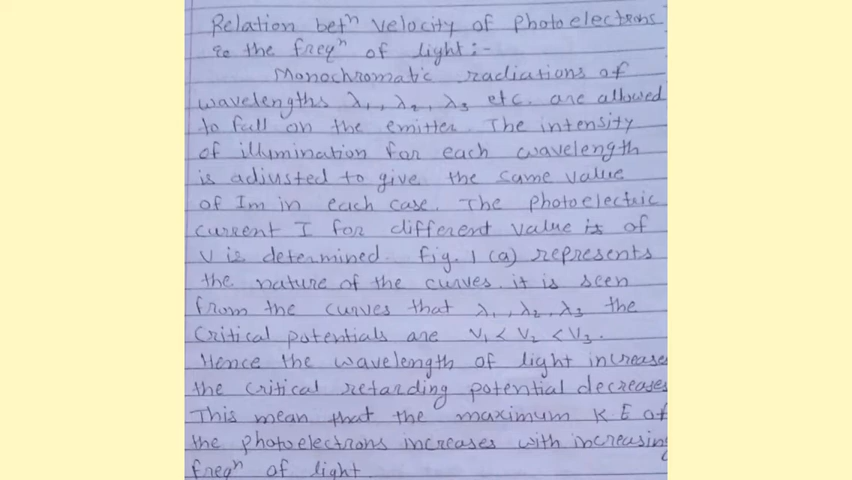 Relation betⁿ velocity of photoelectrons
& the freqⁿ of light :-
Monochromatic radiations of
wavelengths λ₁, λ₂, λ₃ etc. are allowed
to fall on the emitter. The intensity
of illumination for each wavelength
is adjusted to give the same value
of Im in each case. The photoelectric
current I for different value is of
V is determined. Fig. 1 (a) represents
the nature of the curves. it is seen
from the curves that λ₁, λ₂, λ₃ the
critical potentials are V₁ < V₂ < V₃.
Hence the wavelength of light increases
the critical retarding potential decreases
This mean that the maximum K E of
the photoelectrons increases with increasing
freqⁿ of light.